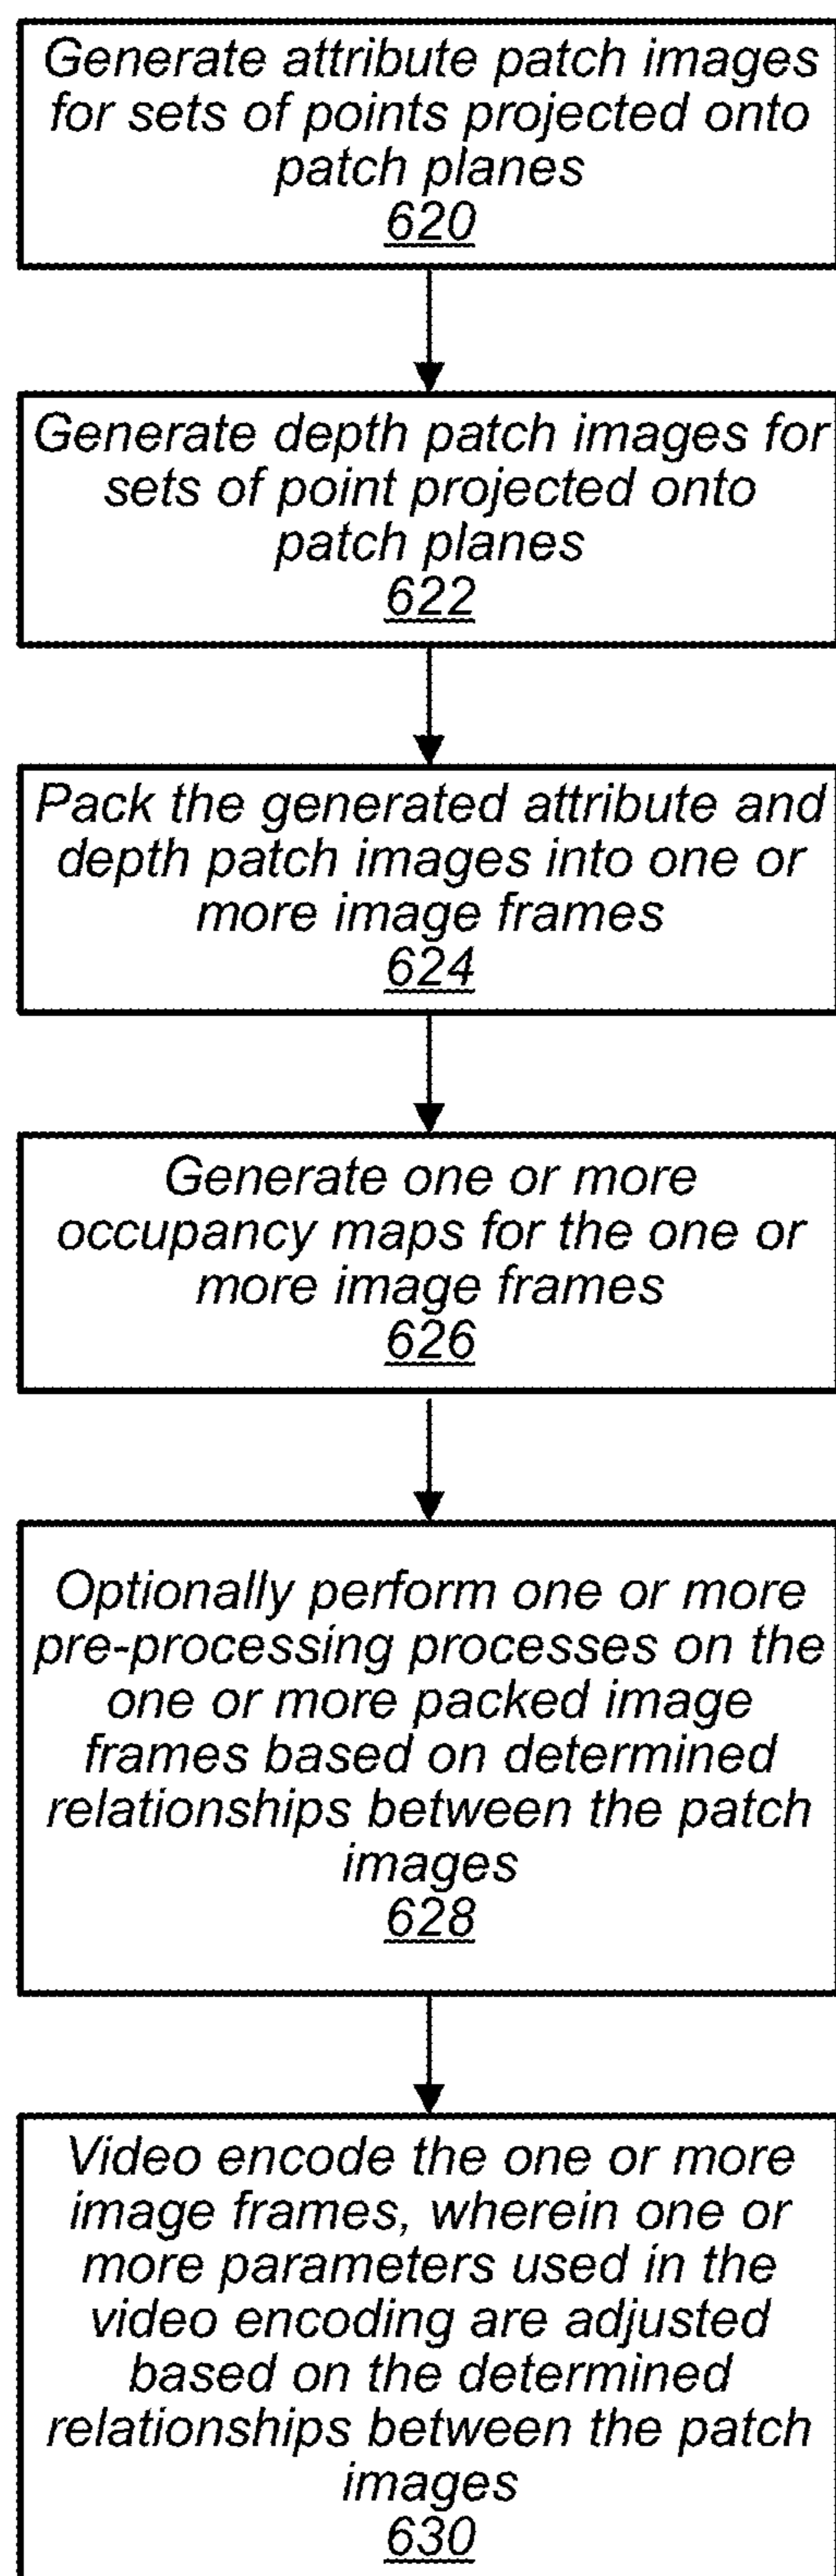 Generate attribute patch images
for sets of points projected onto
patch planes
620
Generate depth patch images for
sets of point projected onto
patch planes
622
Pack the generated attribute and
depth patch images into one or
more image frames
624
Generate one or more
occupancy maps for the one or
more image frames
626
Optionally perform one or more
pre-processing processes on the
one or more packed image
frames based on determined
relationships between the patch
images
628
Video encode the one or more
image frames, wherein one or
more parameters used in the
video encoding are adjusted
based on the determined
relationships between the patch
images
630